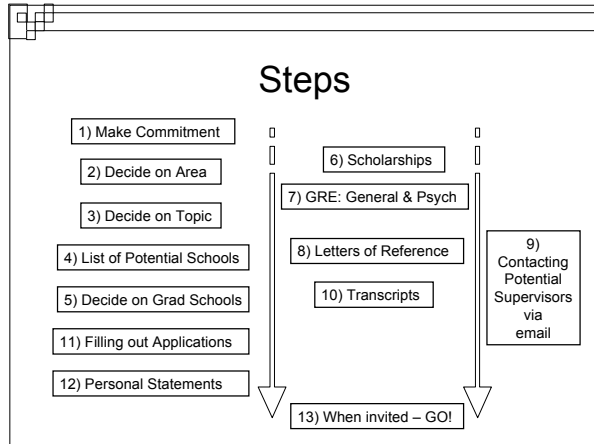 Steps
1) Make Commitment
2) Decide on Area
3) Decide on Topic
4) List of Potential Schools
5) Decide on Grad Schools
11) Filling out Applications
12) Personal Statements
6) Scholarships
7) GRE: General & Psych
8) Letters of Reference
10) Transcripts
13) When invited – GO!
9)
Contacting
Potential
Supervisors
via
email